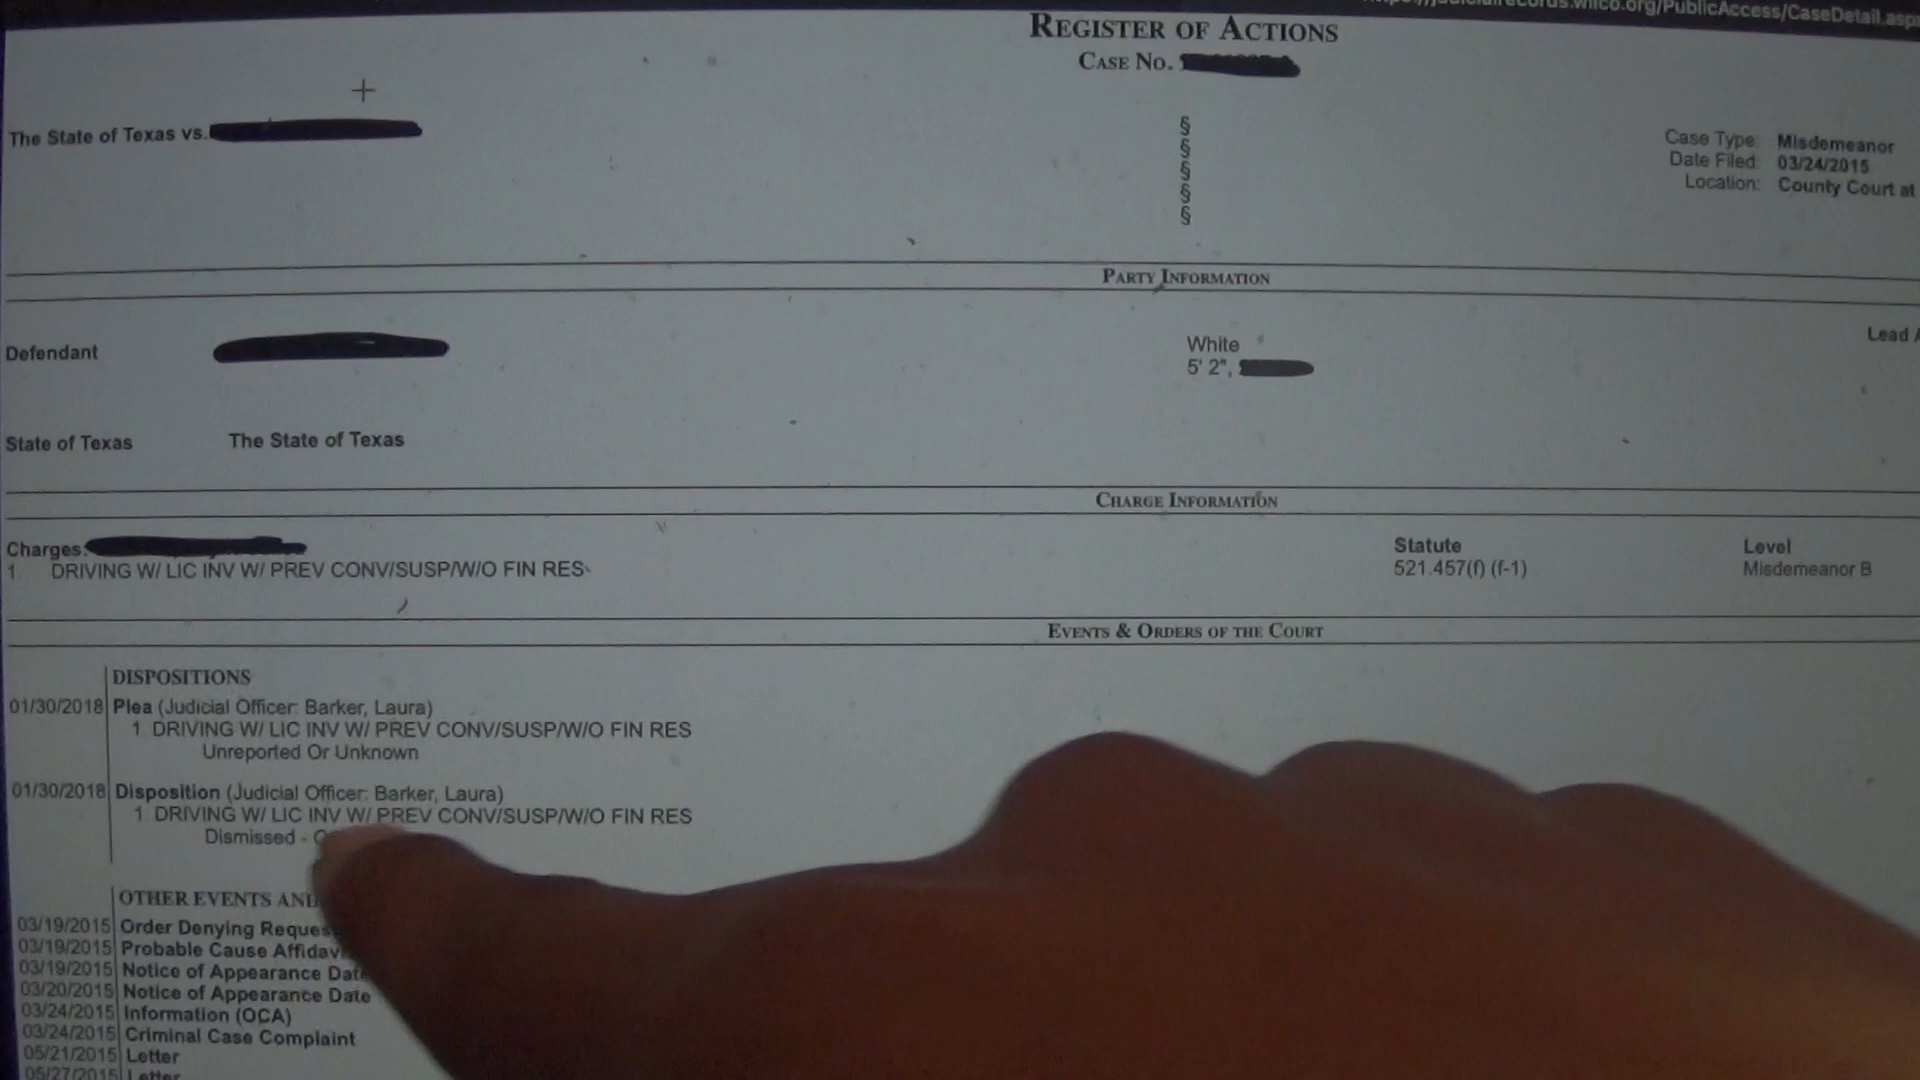 judicialrecords.wilco.org/PublicAccess/CaseDetail.asp
REGISTER OF ACTIONS
CASE NO.
The State of Texas vs.
§
§
§
§
§
Case Type: Misdemeanor
Date Filed: 03/24/2015
Location: County Court at
PARTY INFORMATION
Lead
Defendant
White
5' 2",
State of Texas The State of Texas
CHARGE INFORMATION
Charges: Statute Level
1 DRIVING W/ LIC INV W/ PREV CONV/SUSP/W/O FIN RES 521.457(f) (f-1) Misdemeanor B
EVENTS & ORDERS OF THE COURT
DISPOSITIONS
01/30/2018 Plea (Judicial Officer: Barker, Laura)
1 DRIVING W/ LIC INV W/ PREV CONV/SUSP/W/O FIN RES
Unreported Or Unknown
01/30/2018 Disposition (Judicial Officer: Barker, Laura)
1 DRIVING W/ LIC INV W/ PREV CONV/SUSP/W/O FIN RES
Dismissed -
OTHER EVENTS AND
03/19/2015 Order Denying
03/19/2015 Probable Cause
03/19/2015 Notice of Appearance
03/20/2015 Notice of Appearance Date
03/24/2015 Information (OCA)
03/24/2015 Criminal Case Complaint
05/21/2015 Letter
05/27/2015 Letter